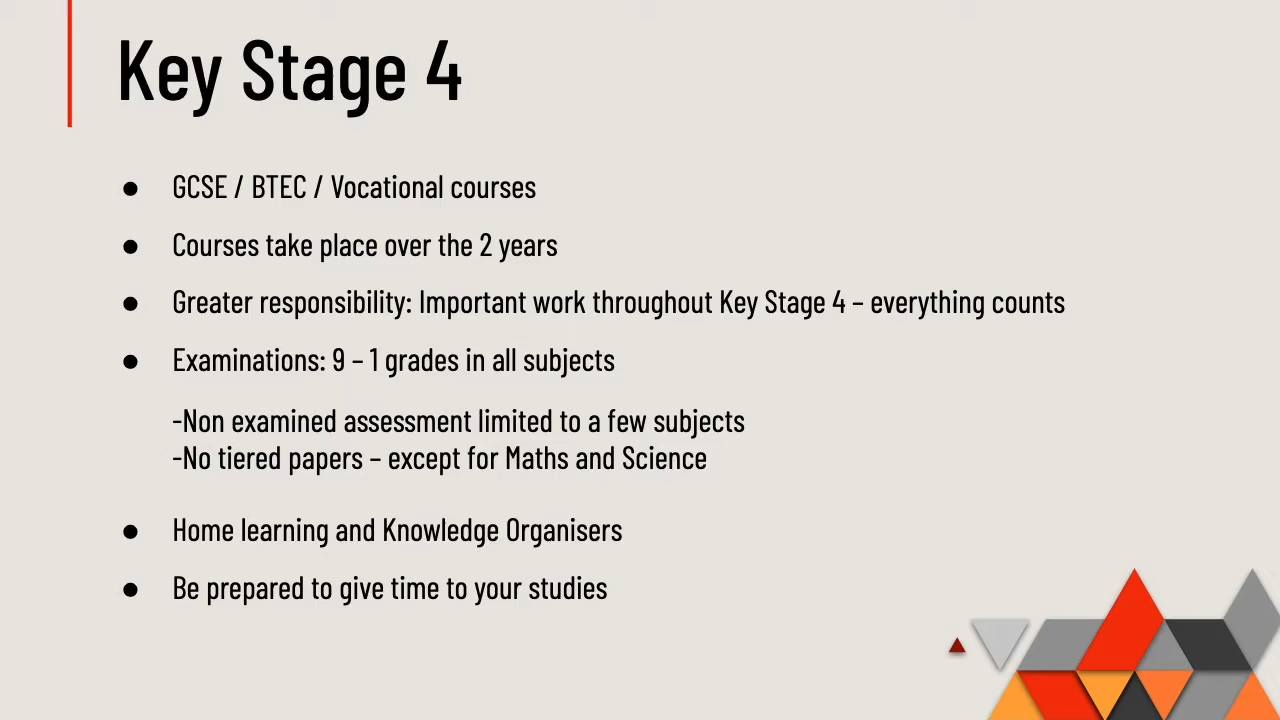 Key Stage 4
● GCSE / BTEC / Vocational courses
● Courses take place over the 2 years
● Greater responsibility: Important work throughout Key Stage 4 – everything counts
● Examinations: 9 – 1 grades in all subjects
-Non examined assessment limited to a few subjects
-No tiered papers – except for Maths and Science
● Home learning and Knowledge Organisers
● Be prepared to give time to your studies